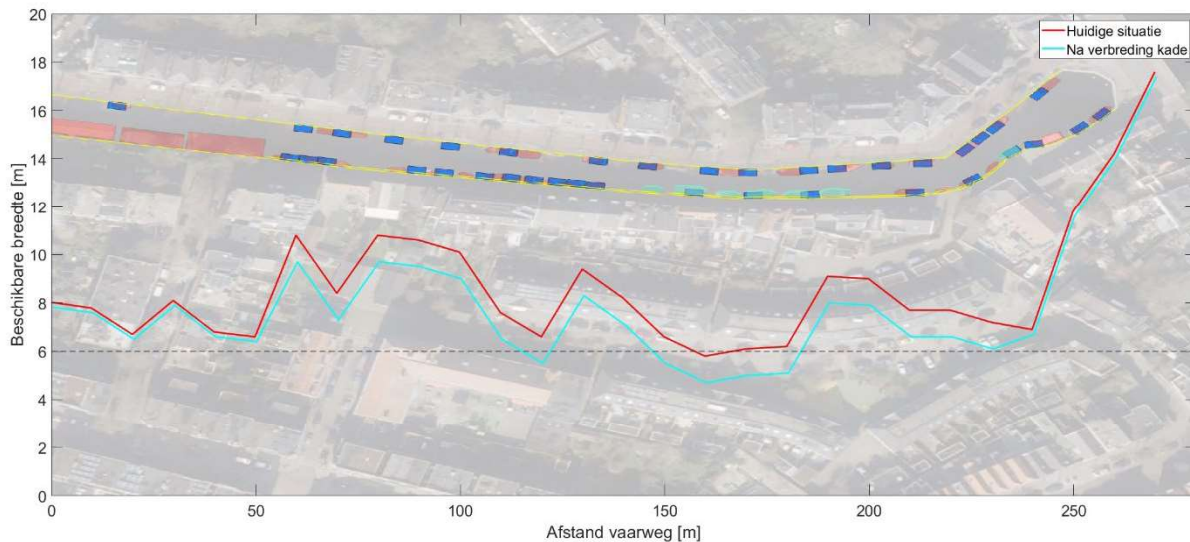 20
18
16
14
12
10
8
6
4
2
0
Beschikbare breedte [m]
Huidige situatie
Na verbreding kade
0 50 100 150 200 250
Afstand vaarweg [m]